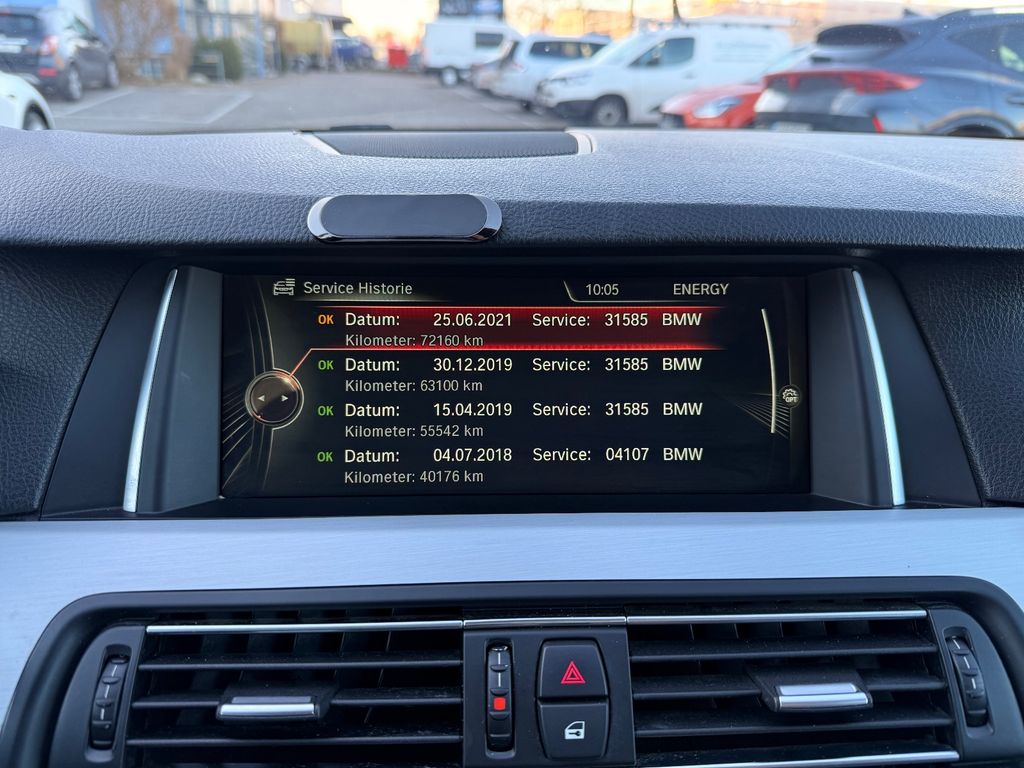 Service Historie 10:05 ENERGY
OK Datum: 25.06.2021 Service: 31585 BMW
Kilometer: 72160 km
OK Datum: 30.12.2019 Service: 31585 BMW
Kilometer: 63100 km
OK Datum: 15.04.2019 Service: 31585 BMW
Kilometer: 55542 km
OK Datum: 04.07.2018 Service: 04107 BMW
Kilometer: 40176 km
OPT